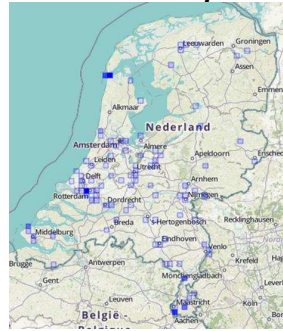 Leeuwarden
Groningen
Assen
Emmen
Alkmaar
Nederland
Amsterdam
Almere
Enschede
Leiden
Apeldoorn
Utrecht
Delft
Arnhem
Rotterdam
Nijmegen
Dordrecht
's-Hertogenbosch
Recklinghausen
Middelburg
Breda
Eindhoven
Venlo
Brugge
Antwerpen
Krefeld
Mönchengladbach
Gent
Leuven
Köln
Maastricht
België -
Aachen